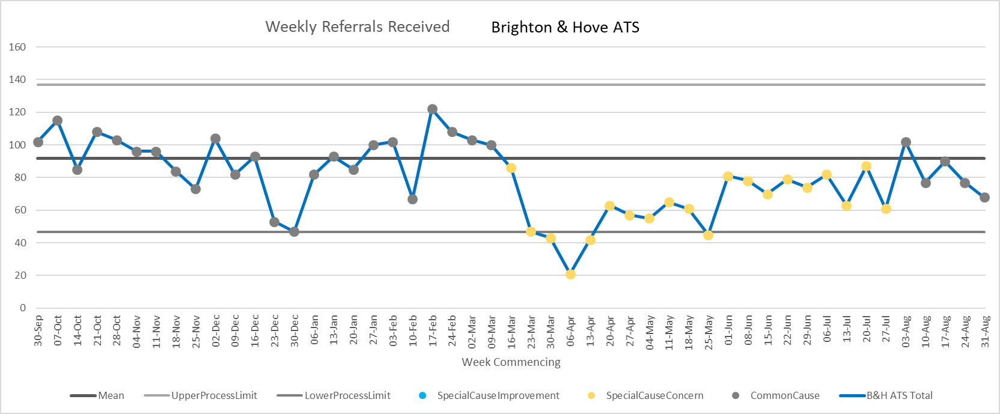 Weekly Referrals Received Brighton & Hove ATS
160
140
120
100
80
60
40
20
0
30-Sep
07-Oct
14-Oct
21-Oct
28-Oct
04-Nov
11-Nov
18-Nov
25-Nov
02-Dec
09-Dec
16-Dec
23-Dec
30-Dec
06-Jan
13-Jan
20-Jan
27-Jan
03-Feb
10-Feb
17-Feb
24-Feb
02-Mar
09-Mar
16-Mar
23-Mar
30-Mar
06-Apr
13-Apr
20-Apr
27-Apr
04-May
11-May
18-May
25-May
01-Jun
08-Jun
15-Jun
22-Jun
29-Jun
06-Jul
13-Jul
20-Jul
27-Jul
03-Aug
10-Aug
17-Aug
24-Aug
31-Aug
Week Commencing
Mean UpperProcessLimit LowerProcessLimit SpecialCauseImprovement SpecialCauseConcern CommonCause B&H ATS Total